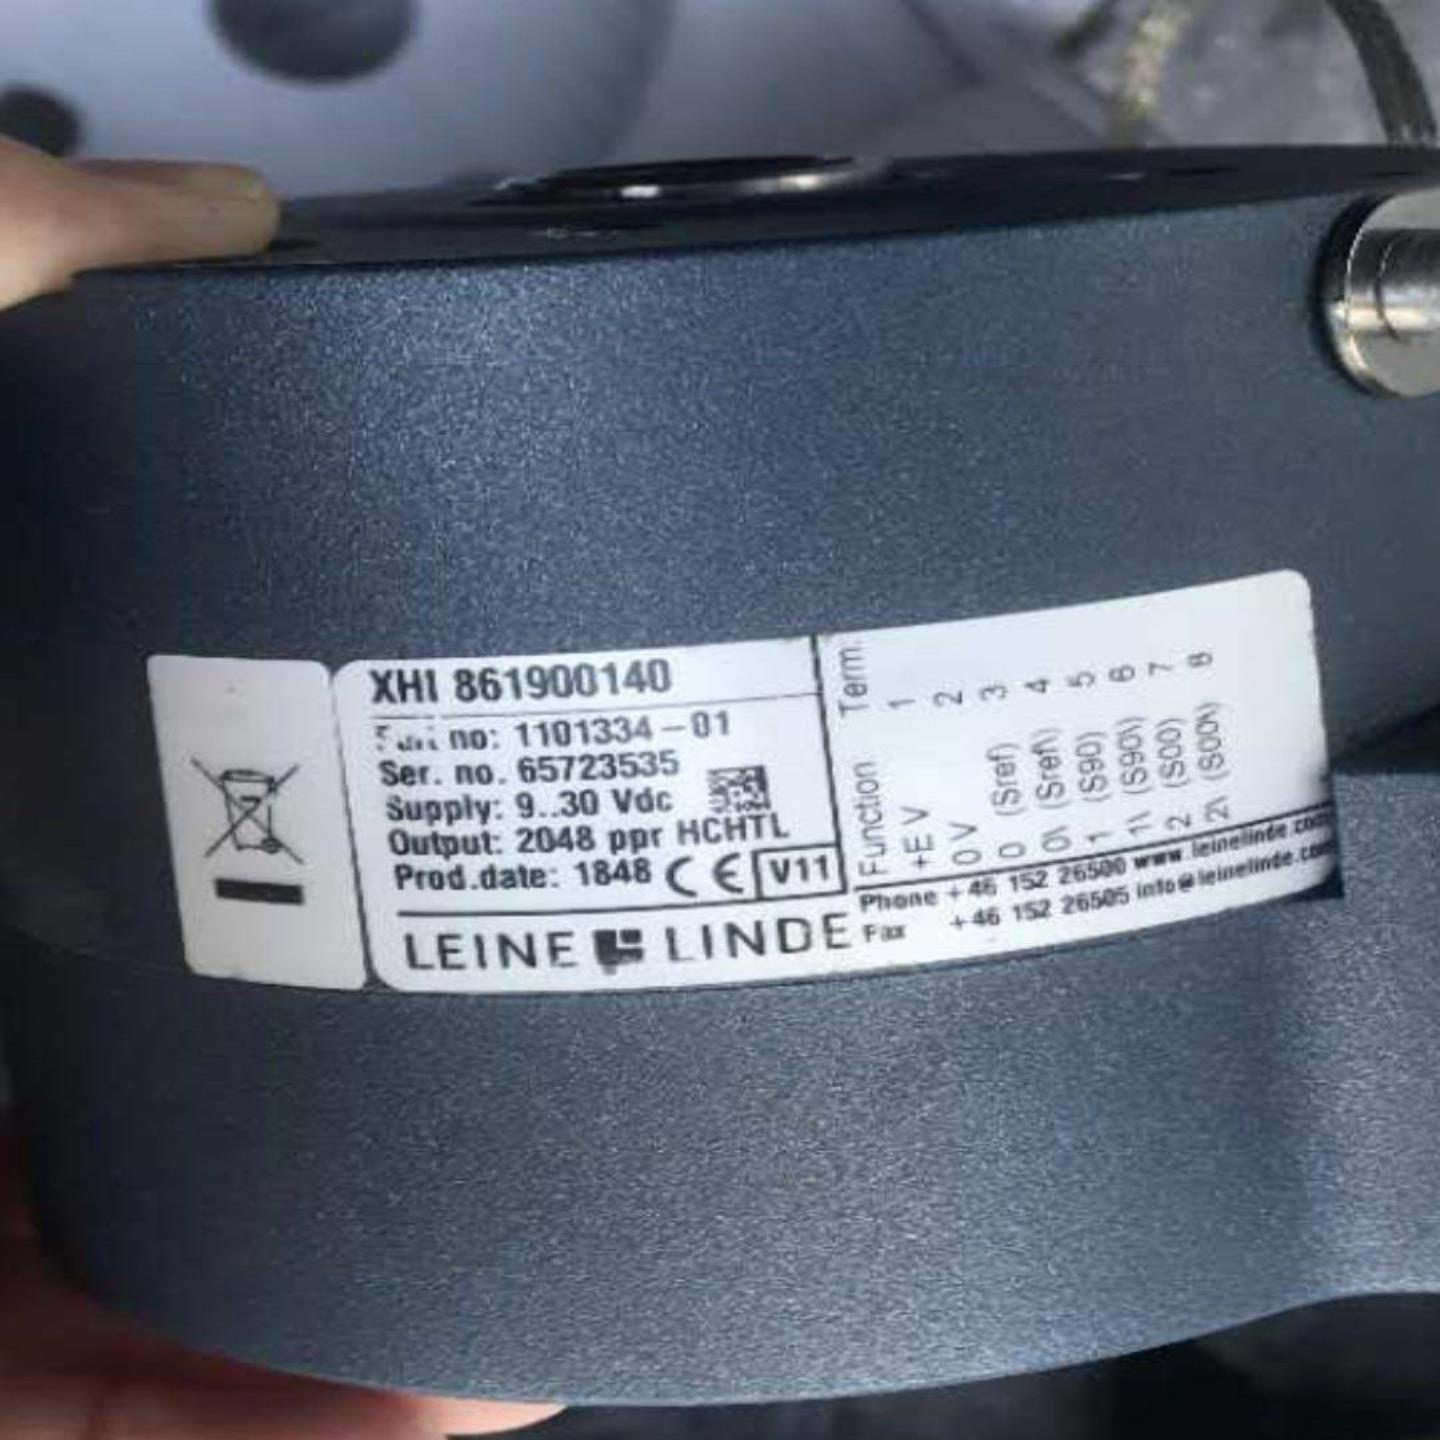 XHI 861900140
no: 1101334-01
Ser. no. 65723535
Supply: 9..30 Vdc
Output: 2048 ppr HCHTL
Prod.date: 1848 CE V11
LEINE LINDE
Function Term.
+E V 1
0 V 2
0 (Sref) 3
0\ (Sref\) 4
1 (S90) 5
1\ (S90\) 6
2 (S00) 7
2\ (S00\) 8
Phone +46 152 26500 www.leinelinde.com
Fax +46 152 26505 info@leinelinde.com